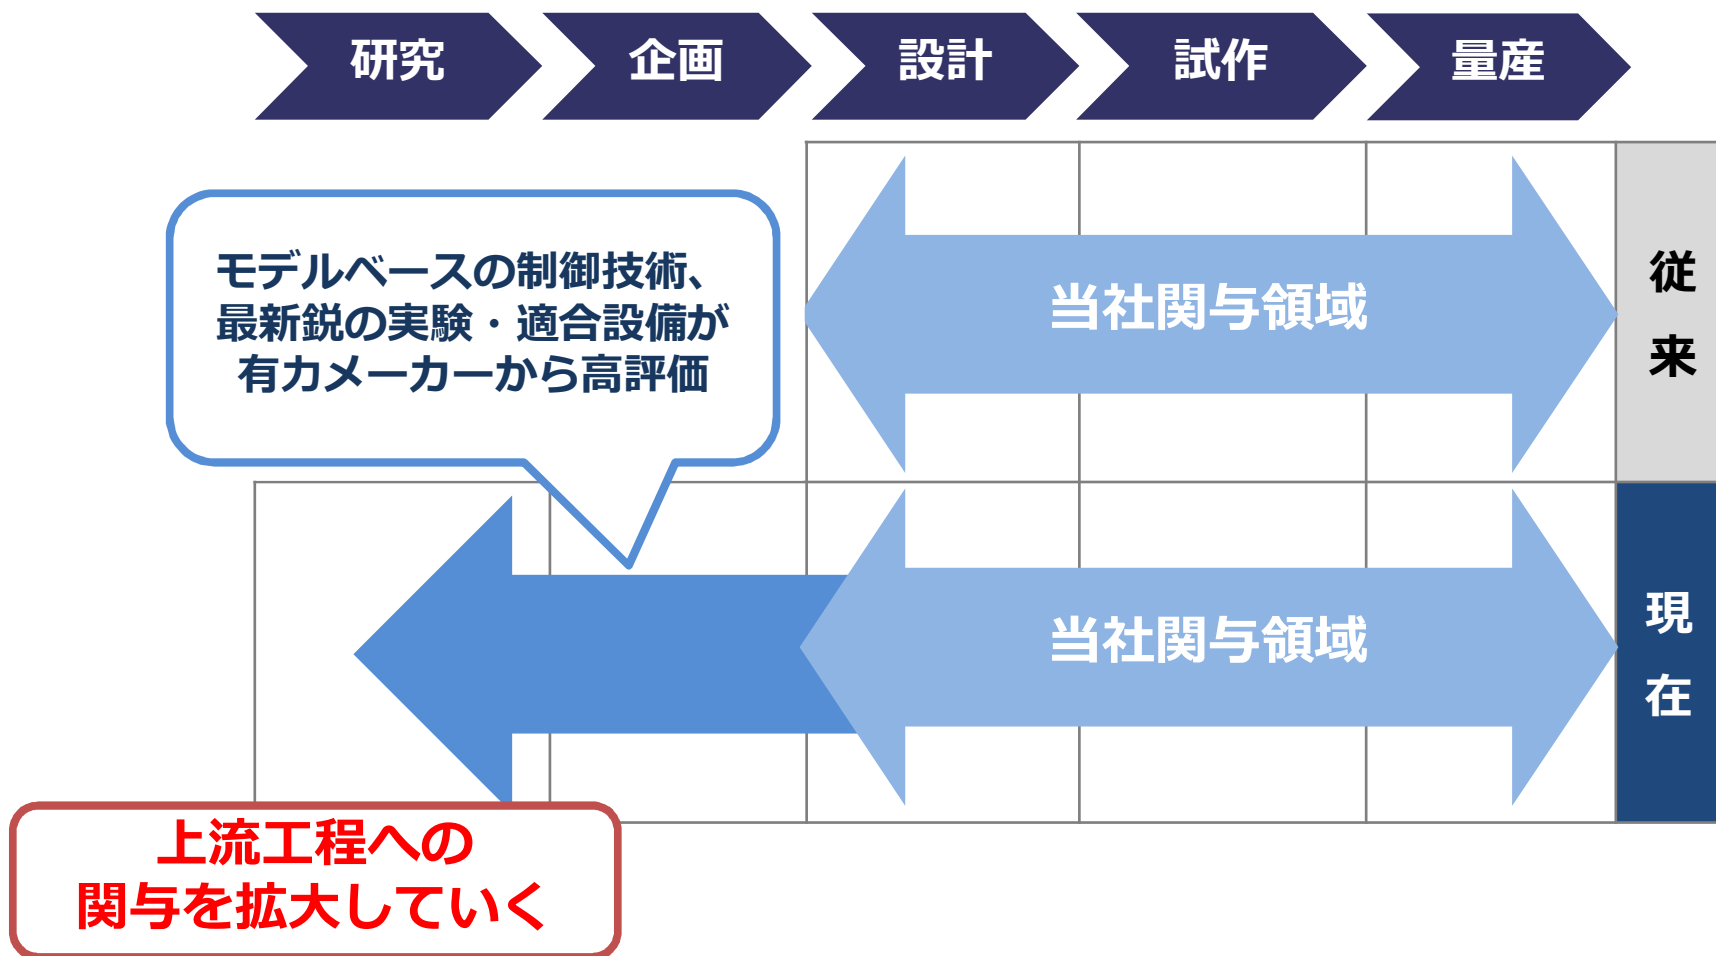 研究
企画
設計
試作
量産
モデルベースの制御技術、
最新鋭の実験・適合設備が
有力メーカーから高評価
当社関与領域
従
来
当社関与領域
現
在
上流工程への
関与を拡大していく